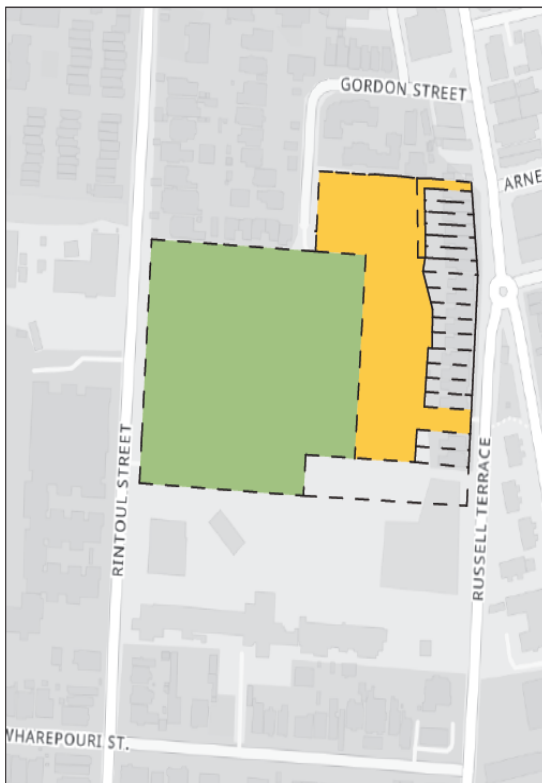 GORDON STREET
ARNE
RINTOUL STREET
RUSSELL TERRACE
WHAREPOURI ST.